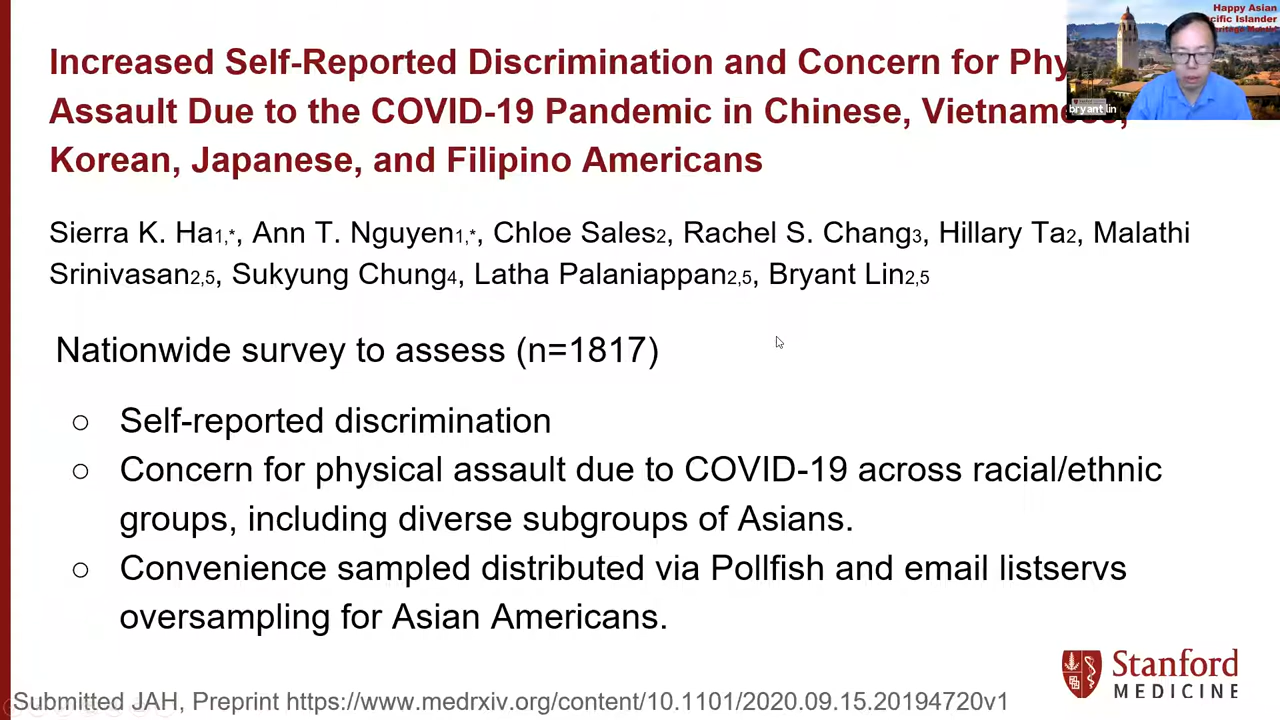 Increased Self-Reported Discrimination and Concern for Phy
Assault Due to the COVID-19 Pandemic in Chinese, Vietnamese,
Korean, Japanese, and Filipino Americans
Happy Asian
cific Islander
bryant lin
Sierra K. Ha1,*, Ann T. Nguyen1,*, Chloe Sales2, Rachel S. Chang3, Hillary Ta2, Malathi
Srinivasan2,5, Sukyung Chung4, Latha Palaniappan2,5, Bryant Lin2,5
Nationwide survey to assess (n=1817)
○ Self-reported discrimination
○ Concern for physical assault due to COVID-19 across racial/ethnic
groups, including diverse subgroups of Asians.
○ Convenience sampled distributed via Pollfish and email listservs
oversampling for Asian Americans.
Stanford
MEDICINE
Submitted JAH, Preprint https://www.medrxiv.org/content/10.1101/2020.09.15.20194720v1